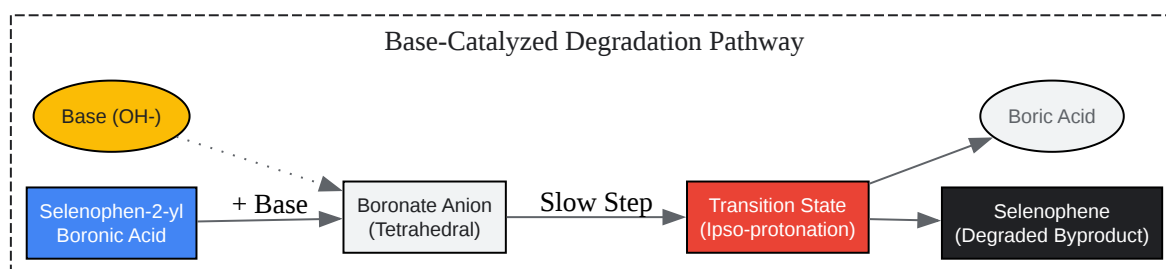 Base-Catalyzed Degradation Pathway
Base (OH-)
Boric Acid
Selenophen-2-yl
Boronic Acid
+ Base
Boronate Anion
(Tetrahedral)
Slow Step
Transition State
(Ipso-protonation)
Selenophene
(Degraded Byproduct)